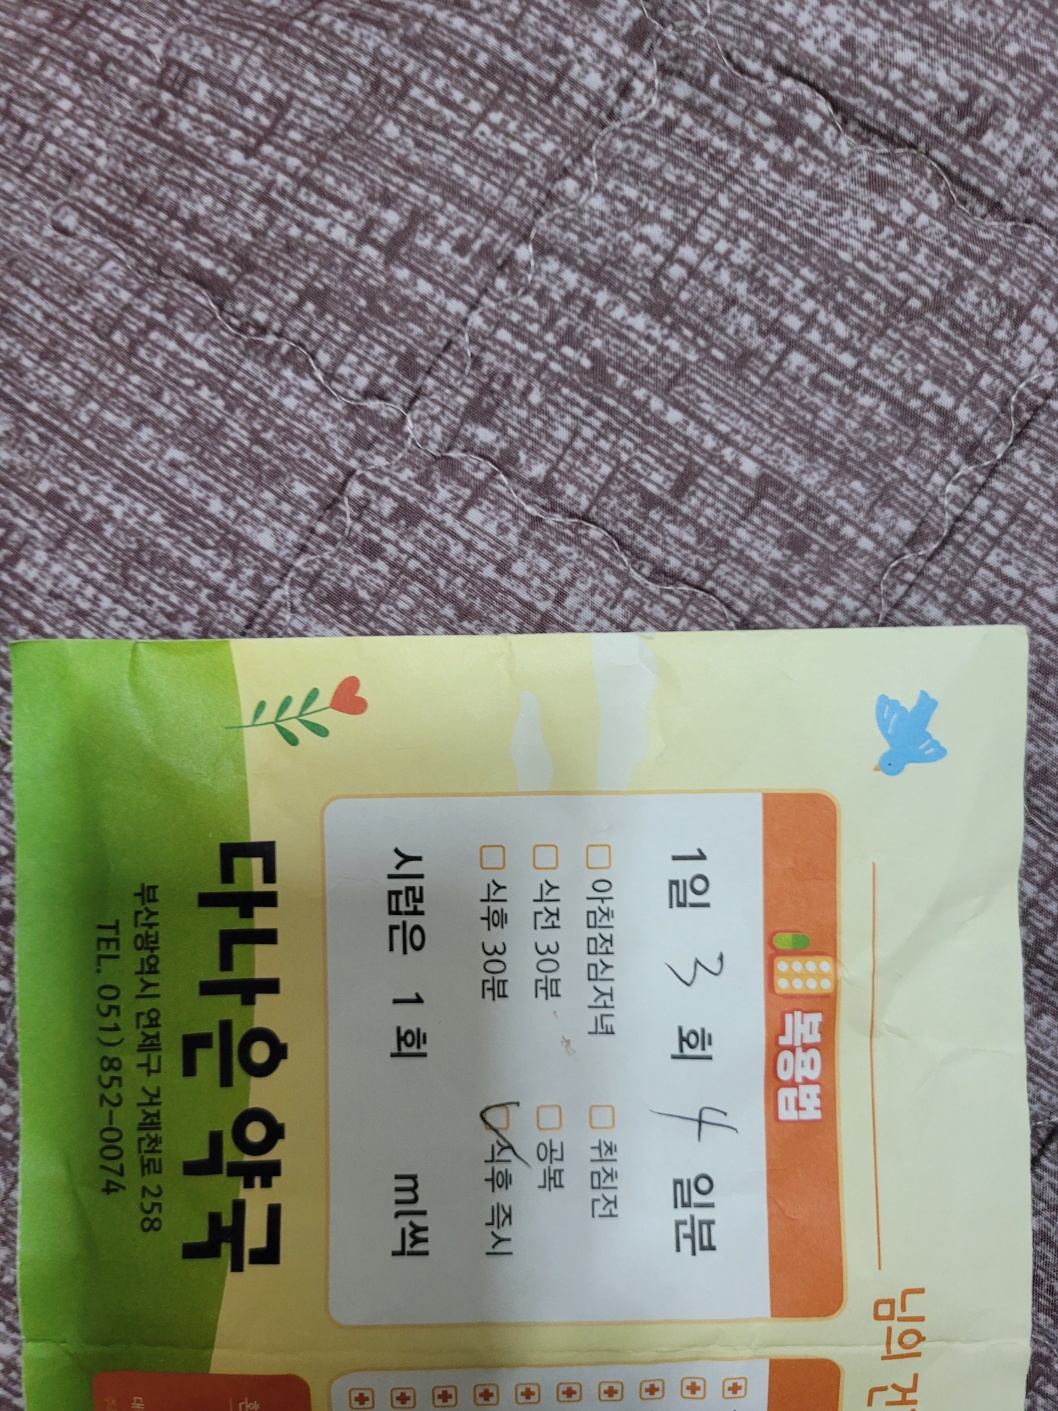 님의 건
복용법
1일 3 회 4 일분
아침점심저녁 취침전
식전 30분 공복
식후 30분 식후 즉시
시럽은 1 회 ml씩
다나은 약국
부산광역시 연제구 거제천로 258
TEL. 051) 852-0074